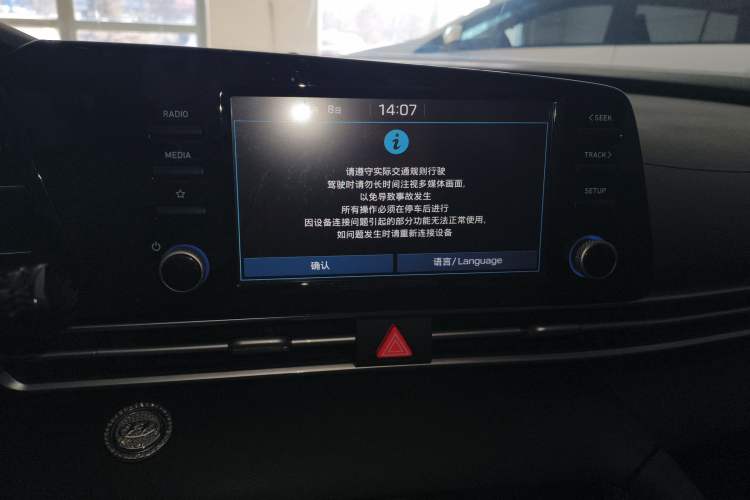 RADIO
MEDIA
8日
14:07
请遵守实际交通规则行驶
驾驶时请勿长时间注视多媒体画面,
以免导致事故发生
所有操作必须在停车后进行
因设备连接问题引起的部分功能无法正常使用,
如问题发生时请重新连接设备
确认
语言/Language
<SEEK
TRACK>
SETUP